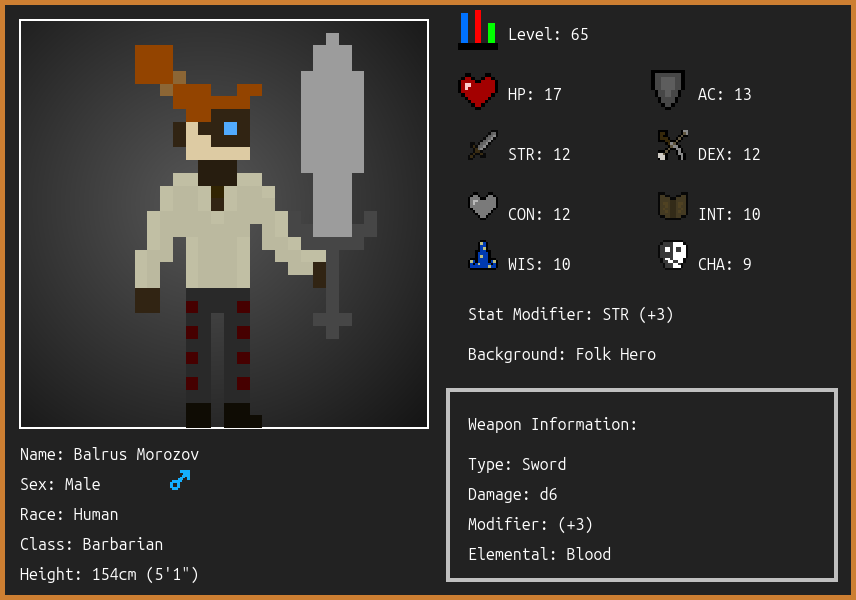 Level: 65
HP: 17
AC: 13
STR: 12
DEX: 12
CON: 12
INT: 10
WIS: 10
CHA: 9
Stat Modifier: STR (+3)
Background: Folk Hero
Weapon Information:
Type: Sword
Damage: d6
Modifier: (+3)
Elemental: Blood
Name: Balrus Morozov
Sex: Male
Race: Human
Class: Barbarian
Height: 154cm (5'1")